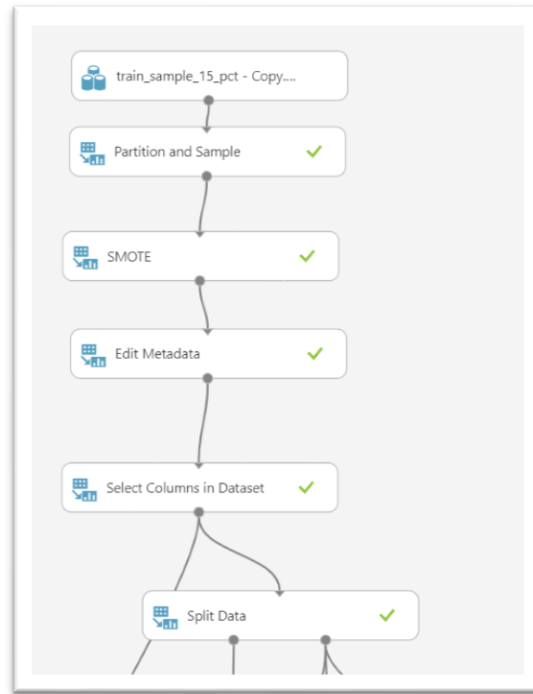 train_sample_15_pct - Copy....
Partition and Sample
SMOTE
Edit Metadata
Select Columns in Dataset
Split Data